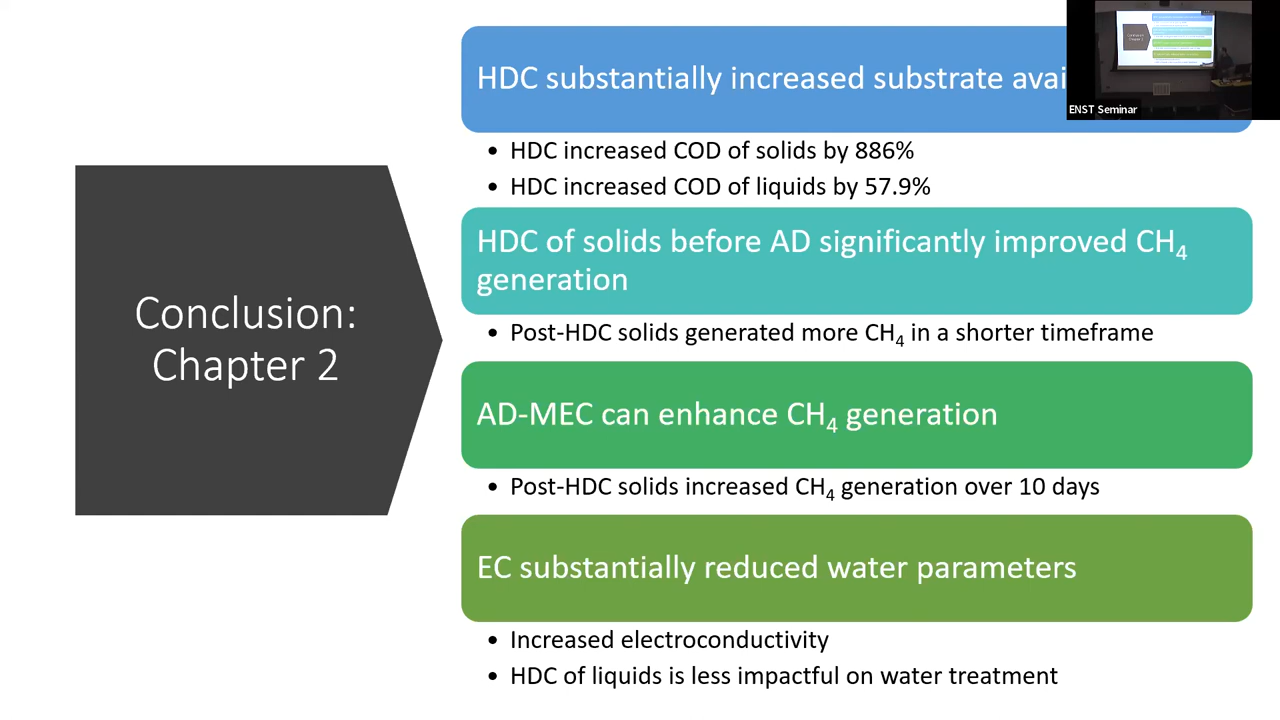 Conclusion:
Chapter 2
HDC substantially increased substrate
• HDC increased COD of solids by 886%
• HDC increased COD of liquids by 57.9%
HDC of solids before AD significantly improved CH₄
generation
• Post-HDC solids generated more CH₄ in a shorter timeframe
AD-MEC can enhance CH₄ generation
• Post-HDC solids increased CH₄ generation over 10 days
EC substantially reduced water parameters
• Increased electroconductivity
• HDC of liquids is less impactful on water treatment
ENST Seminar